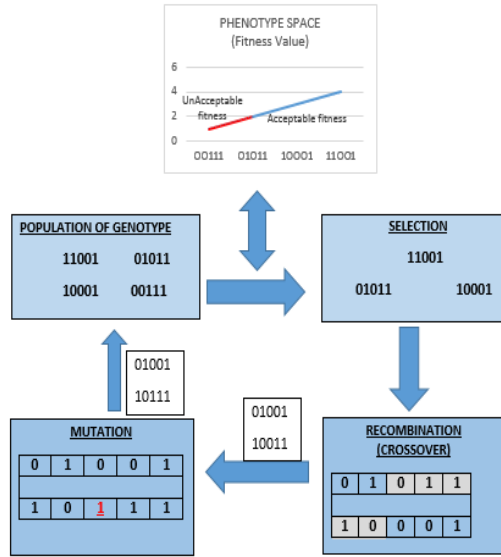 PHENOTYPE SPACE
(Fitness Value)
6
4
2
0
UnAcceptable
fitness
Acceptable fitness
00111 01011 10001 11001
POPULATION OF GENOTYPE
11001 01011
10001 00111
SELECTION
11001
01011 10001
01001
10111
01001
10011
MUTATION
0 1 0 0 1
1 0 1 1 1
RECOMBINATION
(CROSSOVER)
0 1 0 1 1
1 0 0 0 1